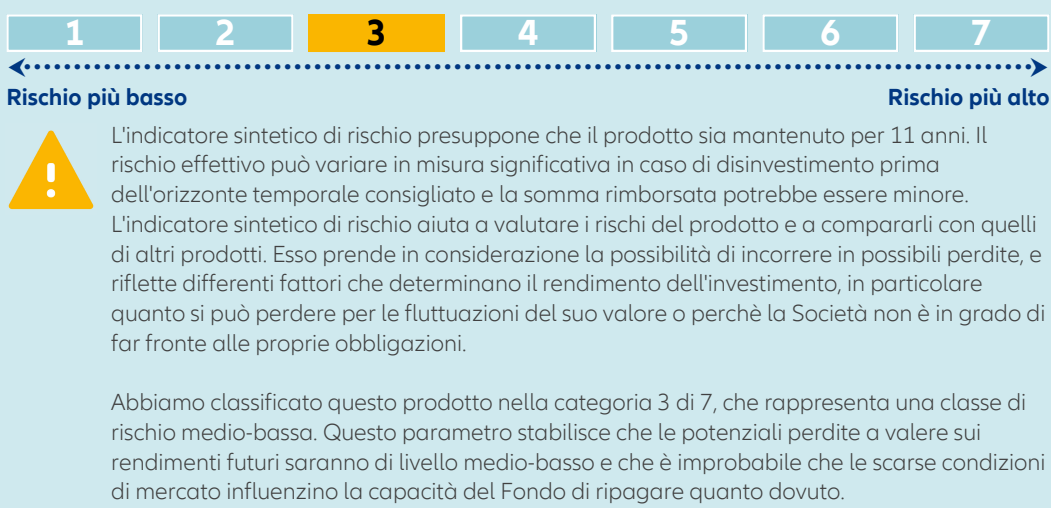 1 2 3 4 5 6 7
Rischio più basso Rischio più alto
L'indicatore sintetico di rischio presuppone che il prodotto sia mantenuto per 11 anni. Il
rischio effettivo può variare in misura significativa in caso di disinvestimento prima
dell'orizzonte temporale consigliato e la somma rimborsata potrebbe essere minore.
L'indicatore sintetico di rischio aiuta a valutare i rischi del prodotto e a compararli con quelli
di altri prodotti. Esso prende in considerazione la possibilità di incorrere in possibili perdite, e
riflette differenti fattori che determinano il rendimento dell'investimento, in particolare
quanto si può perdere per le fluttuazioni del suo valore o perchè la Società non è in grado di
far fronte alle proprie obbligazioni.
Abbiamo classificato questo prodotto nella categoria 3 di 7, che rappresenta una classe di
rischio medio-bassa. Questo parametro stabilisce che le potenziali perdite a valere sui
rendimenti futuri saranno di livello medio-basso e che è improbabile che le scarse condizioni
di mercato influenzino la capacità del Fondo di ripagare quanto dovuto.